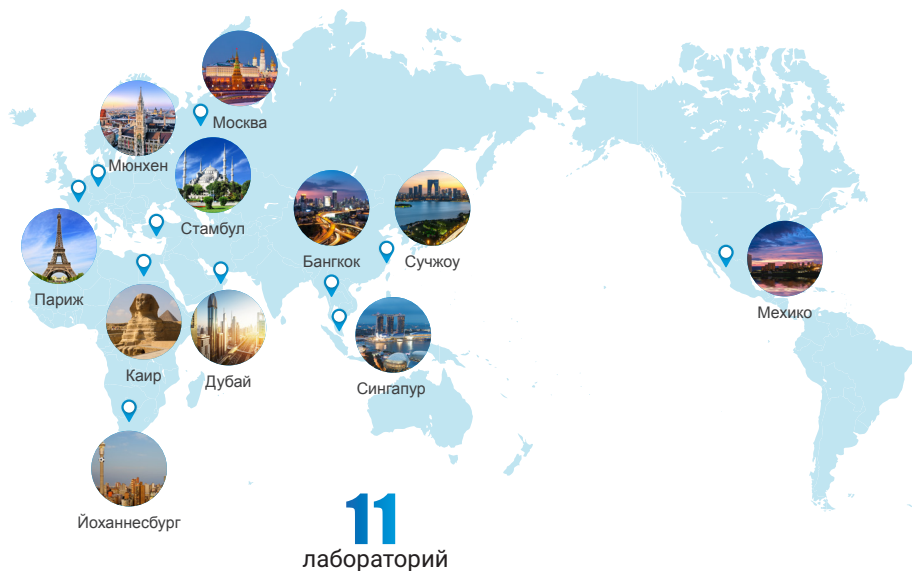 Москва
Мюнхен
Стамбул
Бангкок
Сучжоу
Париж
Мехико
Каир
Дубай
Сингапур
Йоханнесбург
11
лабораторий